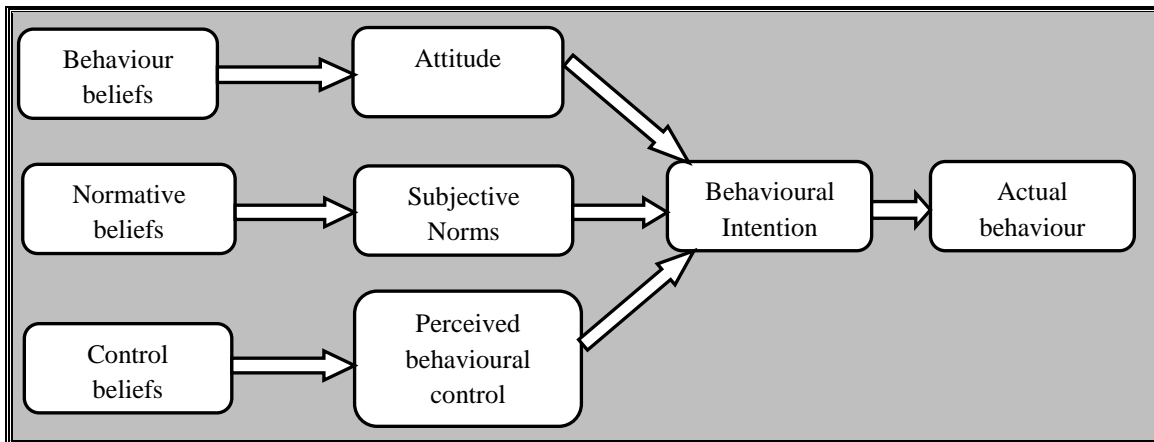 Behaviour
beliefs
Attitude
Normative
beliefs
Subjective
Norms
Behavioural
Intention
Actual
behaviour
Control
beliefs
Perceived
behavioural
control